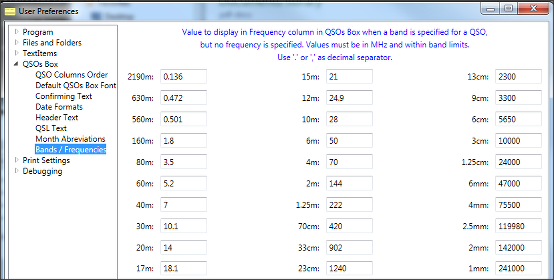 User Preferences
Program
Files and Folders
TextItems
QSOs Box
QSO Columns Order
Default QSOs Box Font
Confirming Text
Date Formats
Header Text
QSL Text
Month Abreviations
Bands / Frequencies
Print Settings
Debugging
Value to display in Frequency column in QSOs Box when a band is specified for a QSO,
but no frequency is specified. Values must be in MHz and within band limits.
Use '.' or ',' as decimal separator.
2190m: 0.136 15m: 21 13cm: 2300
630m: 0.472 12m: 24.9 9cm: 3300
560m: 0.501 10m: 28 6cm: 5650
160m: 1.8 6m: 50 3cm: 10000
80m: 3.5 4m: 70 1.25cm: 24000
60m: 5.2 2m: 144 6mm: 47000
40m: 7 1.25m: 222 4mm: 75500
30m: 10.1 70cm: 420 2.5mm: 119980
20m: 14 33cm: 902 2mm: 142000
17m: 18.1 23cm: 1240 1mm: 241000